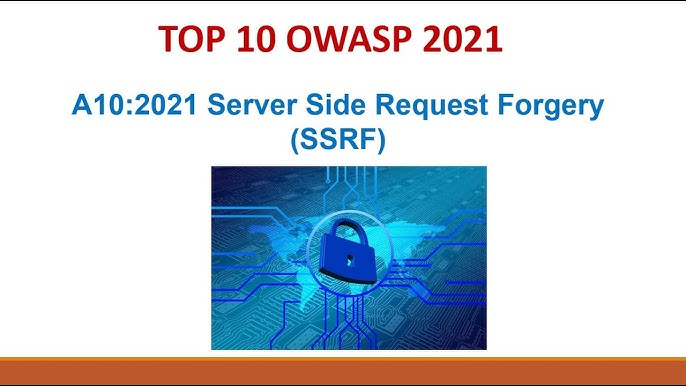 TOP 10 OWASP 2021
A10:2021 Server Side Request Forgery
(SSRF)